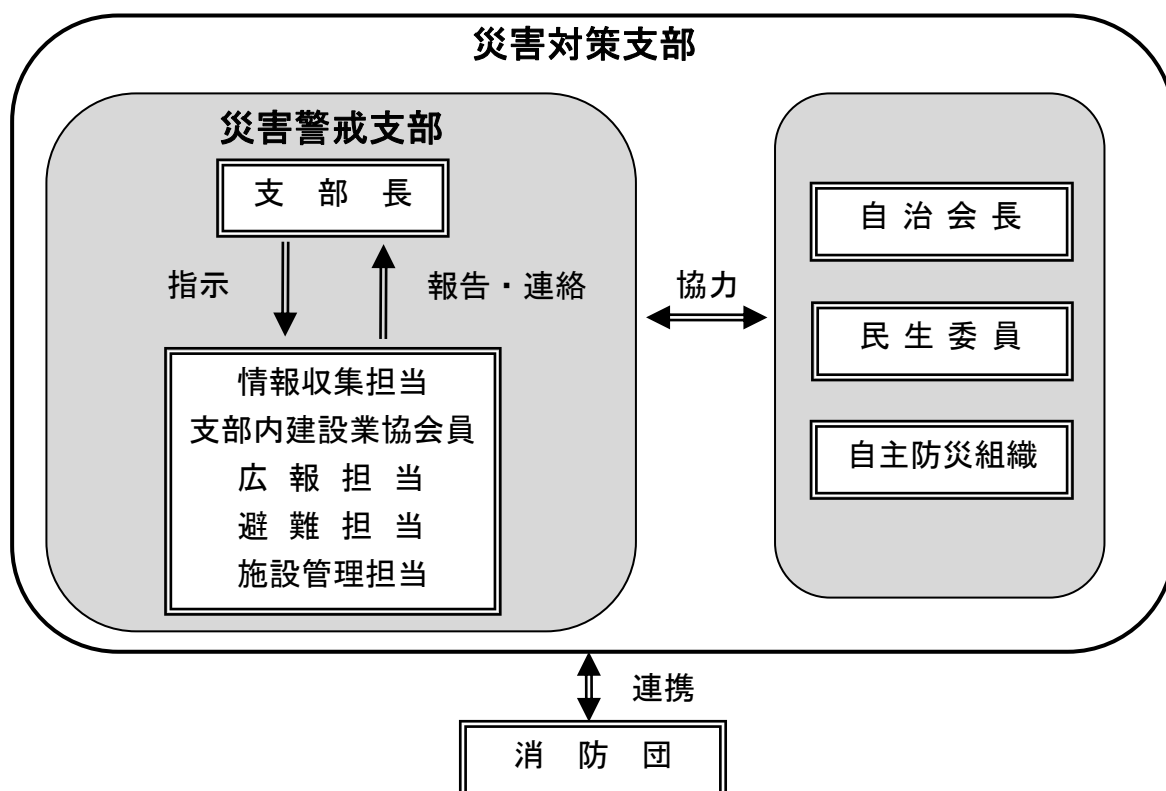 災害対策支部
災害警戒支部
支部長
指示
報告・連絡
情報収集担当
支部内建設業協会員
広報担当
避難担当
施設管理担当
協力
自治会長
民生委員
自主防災組織
連携
消防団